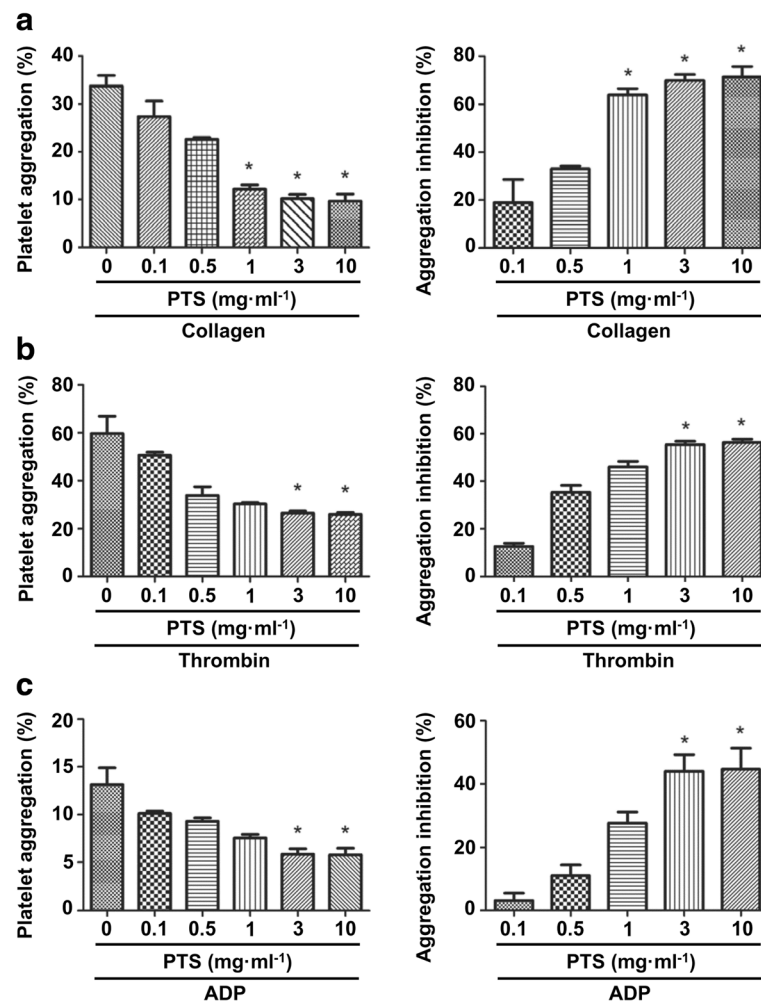 a
Platelet aggregation (%)
40
30
20
10
0
* * *
0 0.1 0.5 1 3 10
PTS (mg·ml-1)
Collagen
Aggregation inhibition (%)
80
60
40
20
0
* * *
0.1 0.5 1 3 10
PTS (mg·ml-1)
Collagen
b
Platelet aggregation (%)
80
60
40
20
0
* *
0 0.1 0.5 1 3 10
PTS (mg·ml-1)
Thrombin
Aggregation inhibition (%)
80
60
40
20
0
* *
0.1 0.5 1 3 10
PTS (mg·ml-1)
Thrombin
c
Platelet aggregation (%)
20
15
10
5
0
* *
0 0.1 0.5 1 3 10
PTS (mg·ml-1)
ADP
Aggregation inhibition (%)
60
40
20
0
* *
0.1 0.5 1 3 10
PTS (mg·ml-1)
ADP